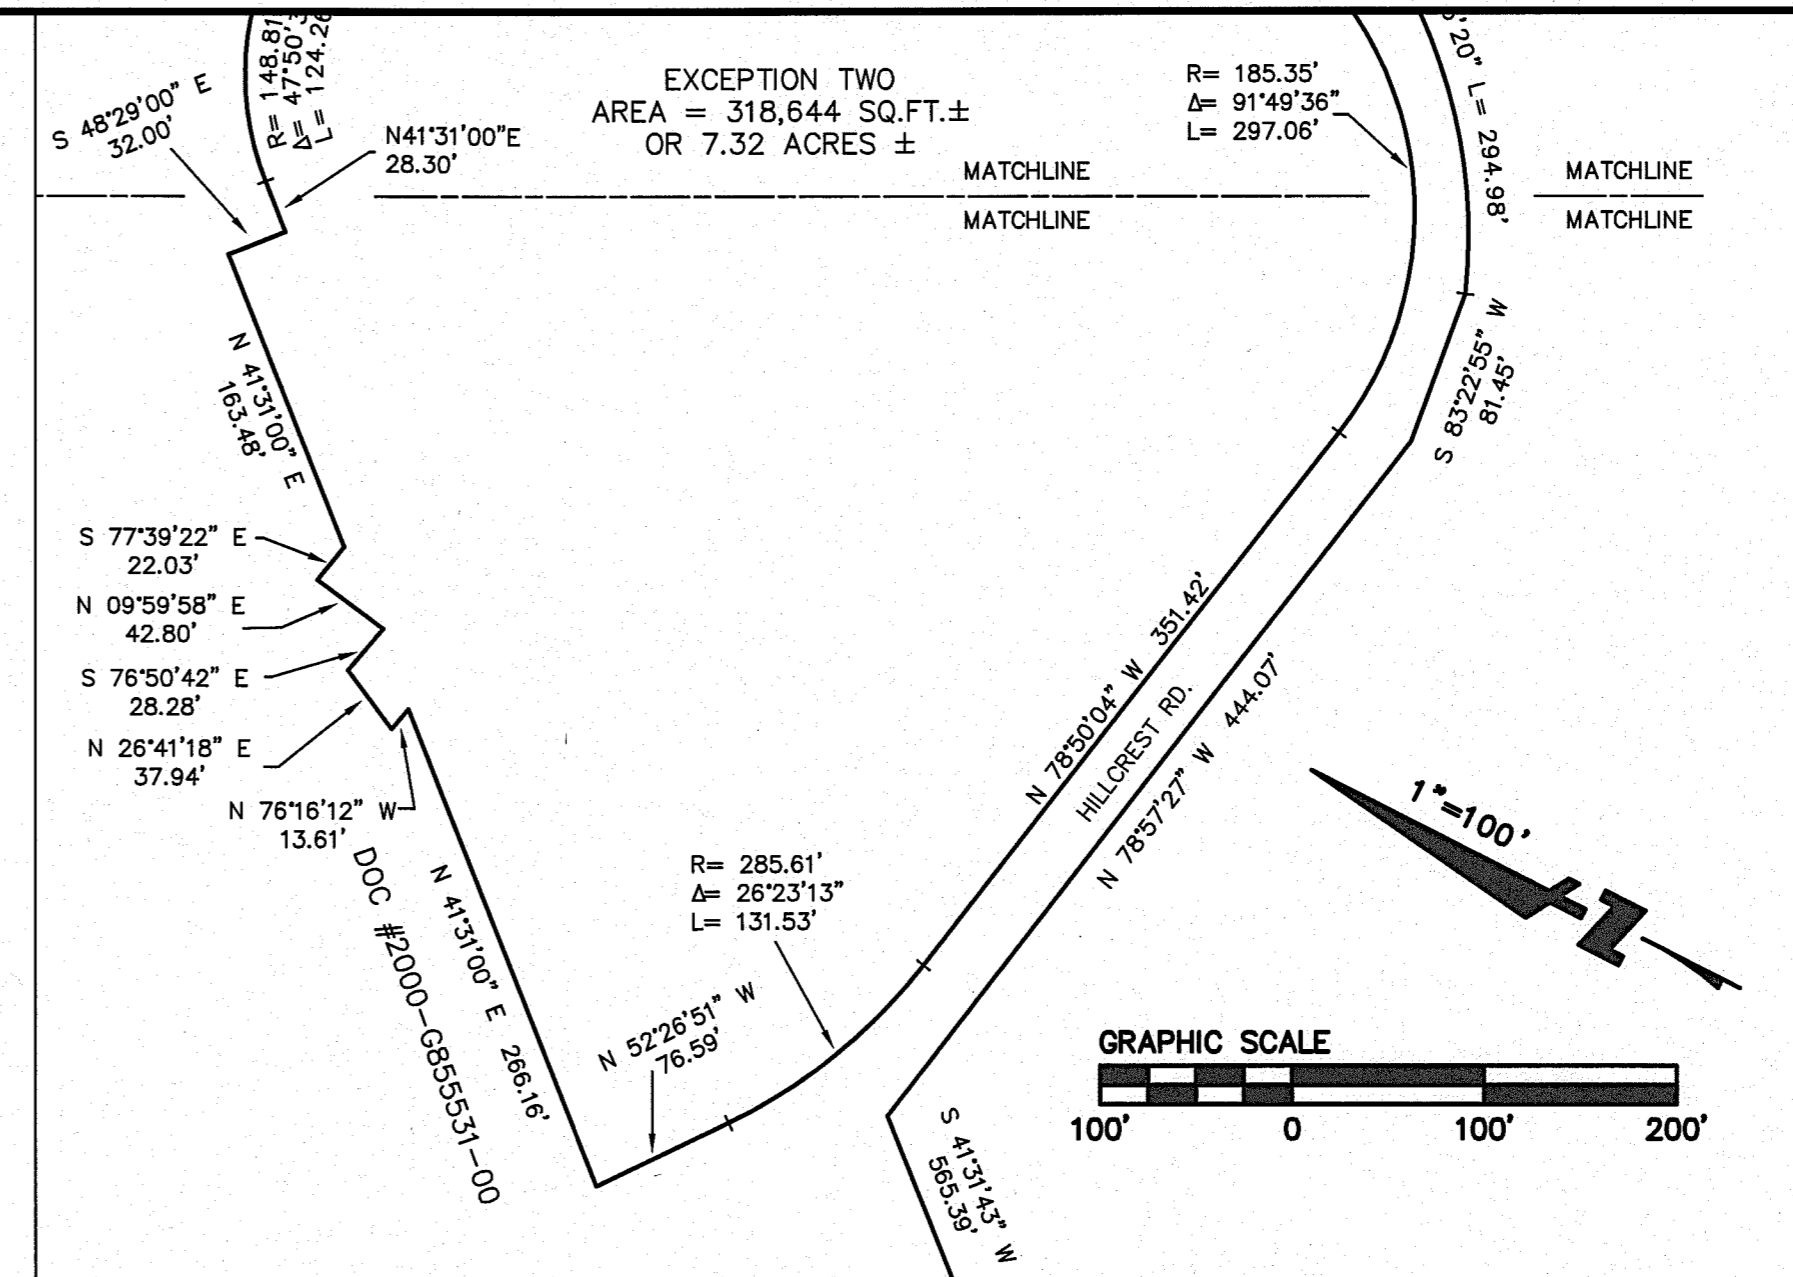 R= 148.81
Δ= 47°50'
L= 124.26
S 48°29'00" E
32.00'
N41°31'00"E
28.30'
EXCEPTION TWO
AREA = 318,644 SQ.FT.±
OR 7.32 ACRES ±
R= 185.35'
Δ= 91°49'36"
L= 297.06'
'20" L= 294.98'
MATCHLINE
MATCHLINE
MATCHLINE
MATCHLINE
N 41°31'00" E
163.48'
S 83°22'55" W
81.45'
S 77°39'22" E
22.03'
N 09°59'58" E
42.80'
S 76°50'42" E
28.28'
N 26°41'18" E
37.94'
N 76°16'12" W
13.61'
DOC #2000-G855531-00
N 41°31'00" E 266.16'
N 78°50'04" W 351.42'
HILLCREST RD.
N 78°57'27" W 444.07'
R= 285.61'
Δ= 26°23'13"
L= 131.53'
N 52°26'51" W
76.59'
1"=100'
N
GRAPHIC SCALE
100' 0 100' 200'
S 41°31'43" W
565.39'